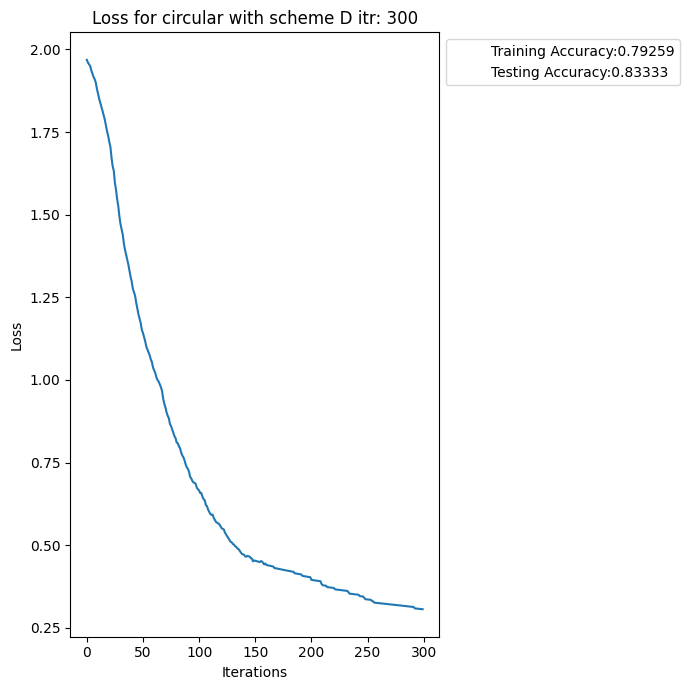 Loss for circular with scheme D itr: 300
Training Accuracy:0.79259
Testing Accuracy:0.83333
2.00
1.75
1.50
1.25
1.00
0.75
0.50
0.25
Loss
0 50 100 150 200 250 300
Iterations